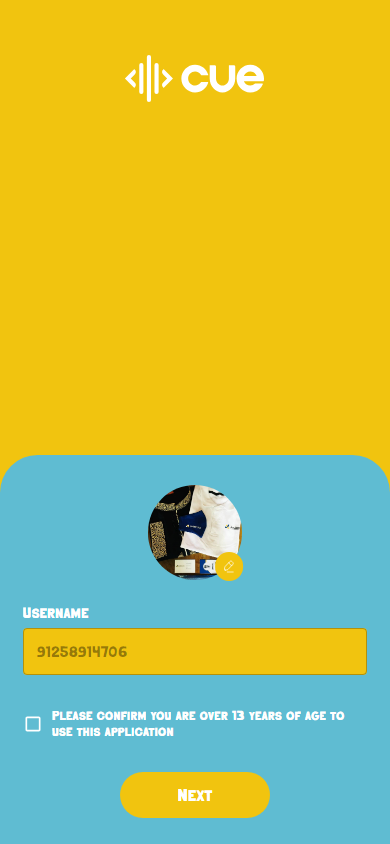 cue
Username
91258914706
Please confirm you are over 13 years of age to
use this application
Next